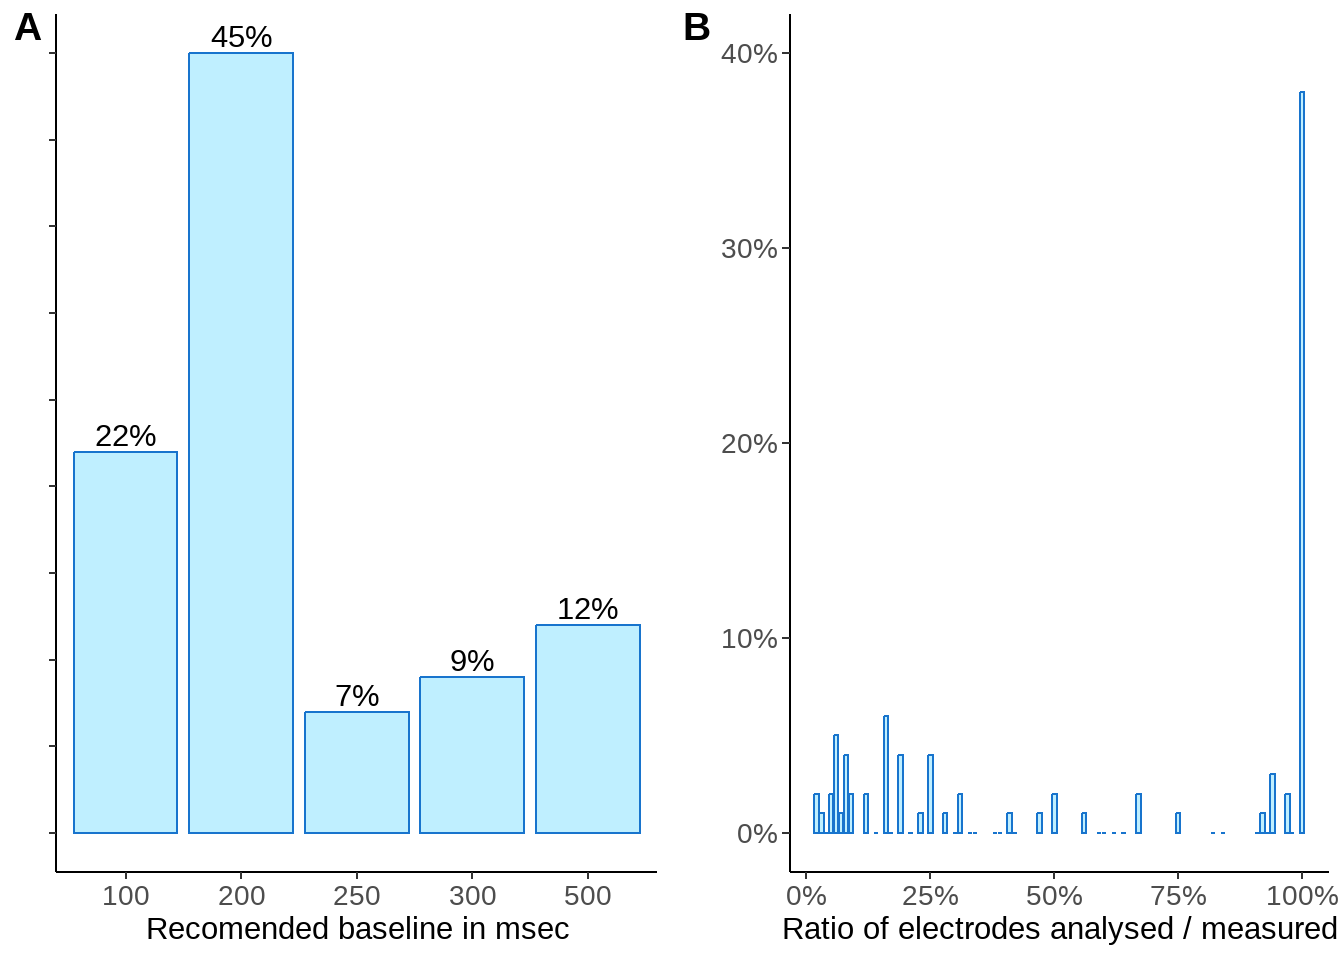 A
45%
22%
7%
9%
12%
100 200 250 300 500
Recomended baseline in msec
B
40%
30%
20%
10%
0%
0% 25% 50% 75% 100%
Ratio of electrodes analysed / measured